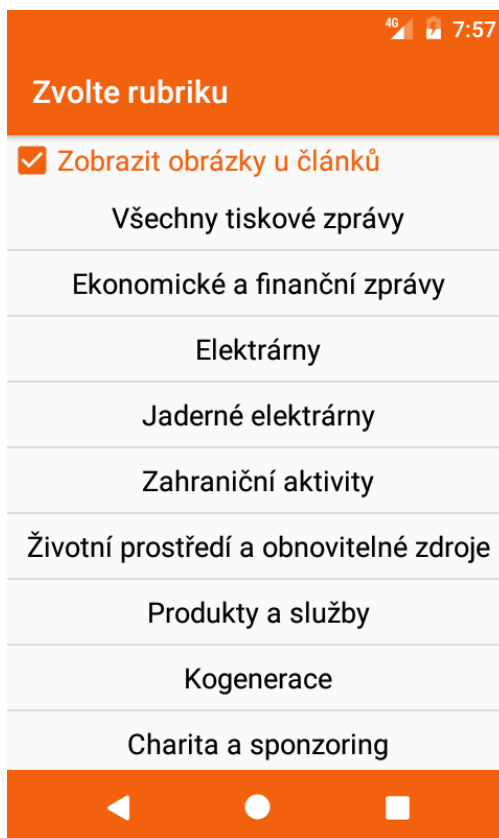 4G 7:57
Zvolte rubriku
Zobrazit obrázky u článků
Všechny tiskové zprávy
Ekonomické a finanční zprávy
Elektrárny
Jaderné elektrárny
Zahraniční aktivity
Životní prostředí a obnovitelné zdroje
Produkty a služby
Kogenerace
Charita a sponzoring